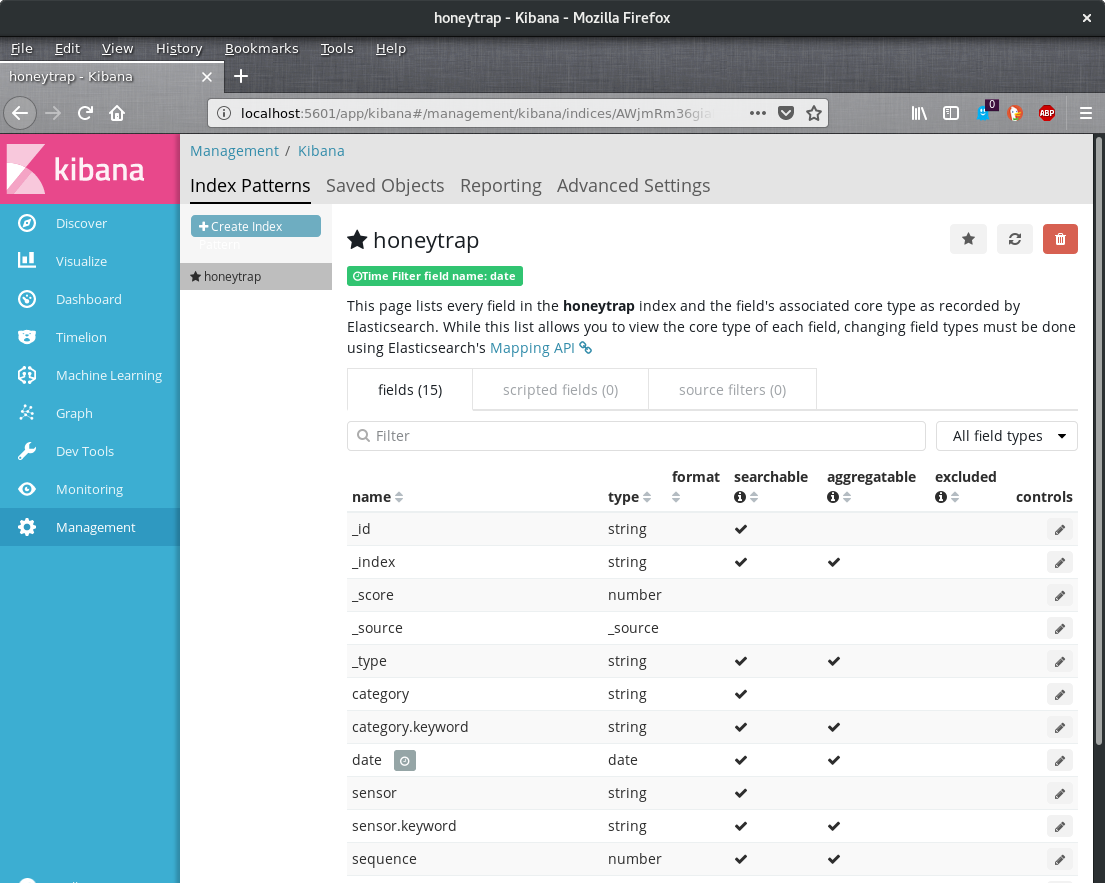 honeytrap - Kibana - Mozilla Firefox
File Edit View History Bookmarks Tools Help
honeytrap - Kibana
localhost:5601/app/kibana#/management/kibana/indices/AWjmRm36gia
0
ABP
kibana
Discover
Visualize
Dashboard
Timelion
Machine Learning
Graph
Dev Tools
Monitoring
Management
Management / Kibana
Index Patterns Saved Objects Reporting Advanced Settings
Create Index
Pattern
honeytrap
honeytrap
Time Filter field name: date
This page lists every field in the honeytrap index and the field's associated core type as recorded by
Elasticsearch. While this list allows you to view the core type of each field, changing field types must be done
using Elasticsearch's Mapping API
fields (15) scripted fields (0) source filters (0)
Filter All field types
name type format searchable aggregatable excluded controls
_id string
_index string
_score number
_source _source
_type string
category string
category.keyword string
date date
sensor string
sensor.keyword string
sequence number